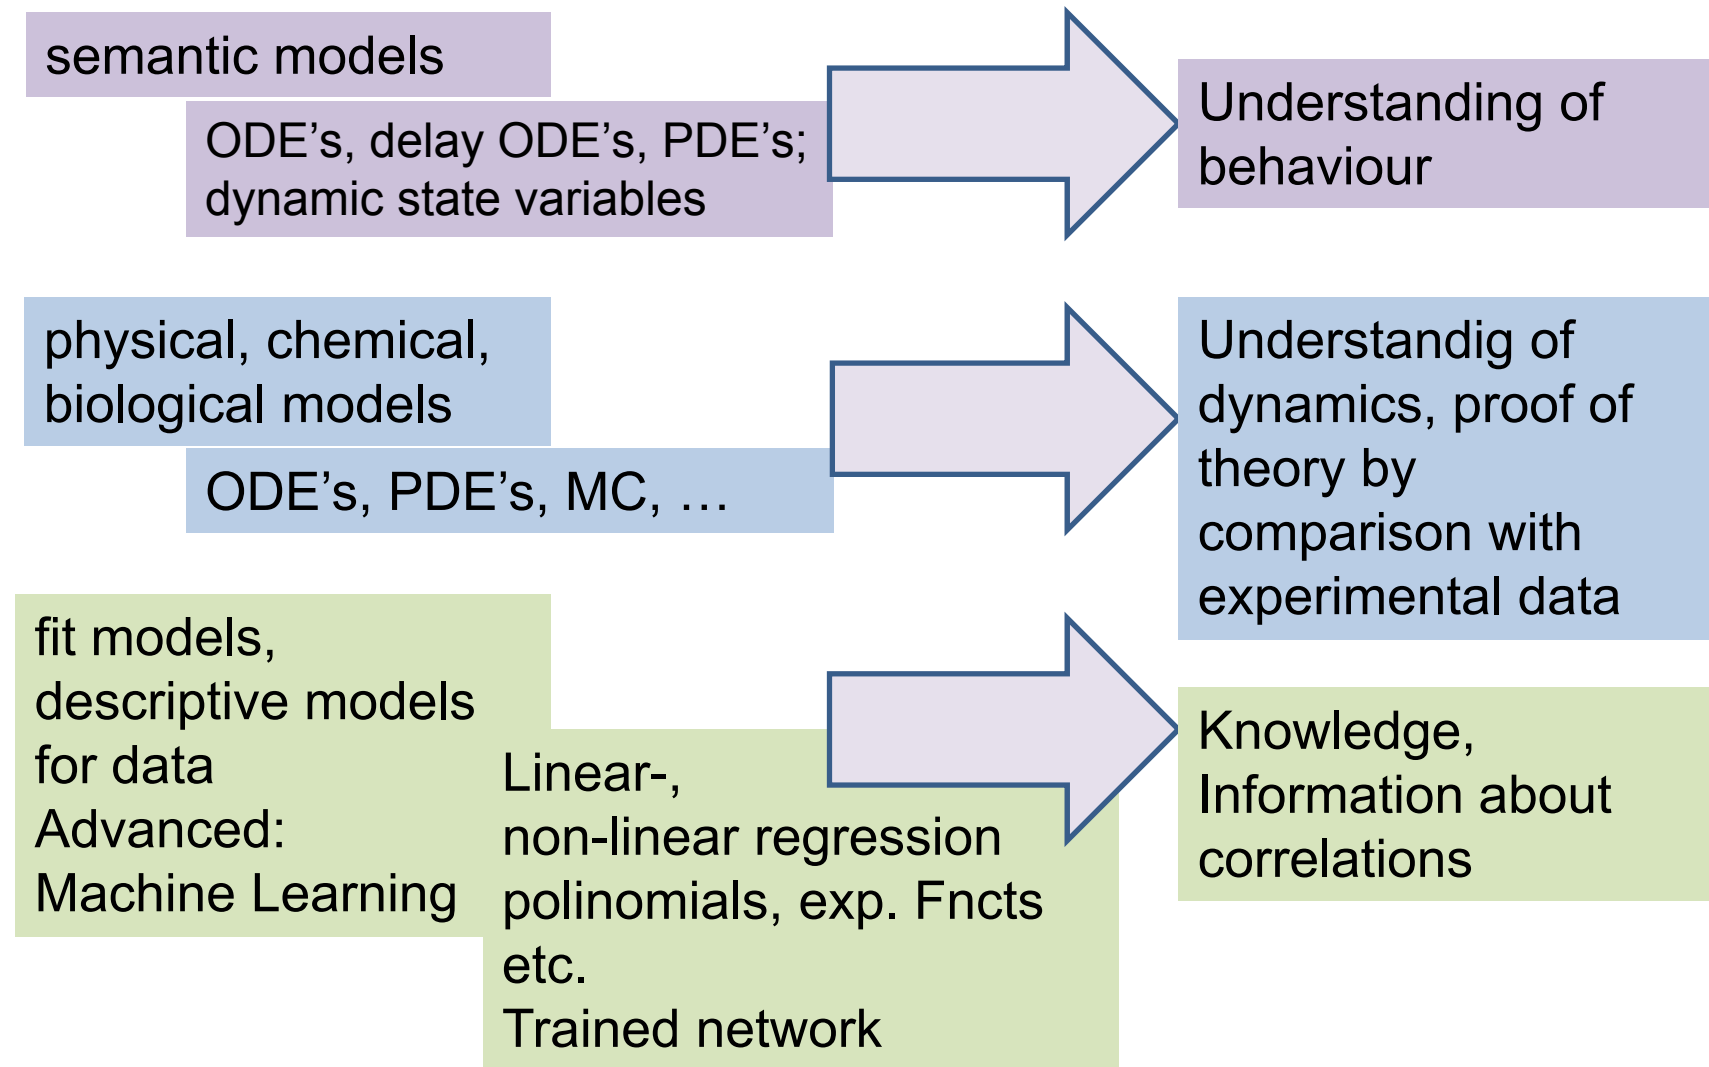 semantic models
ODE’s, delay ODE’s, PDE’s;
dynamic state variables
Understanding of
behaviour
physical, chemical,
biological models
ODE’s, PDE’s, MC, …
Understandig of
dynamics, proof of
theory by
comparison with
experimental data
fit models,
descriptive models
for data
Advanced:
Machine Learning
Linear-,
non-linear regression
polinomials, exp. Fncts
etc.
Trained network
Knowledge,
Information about
correlations